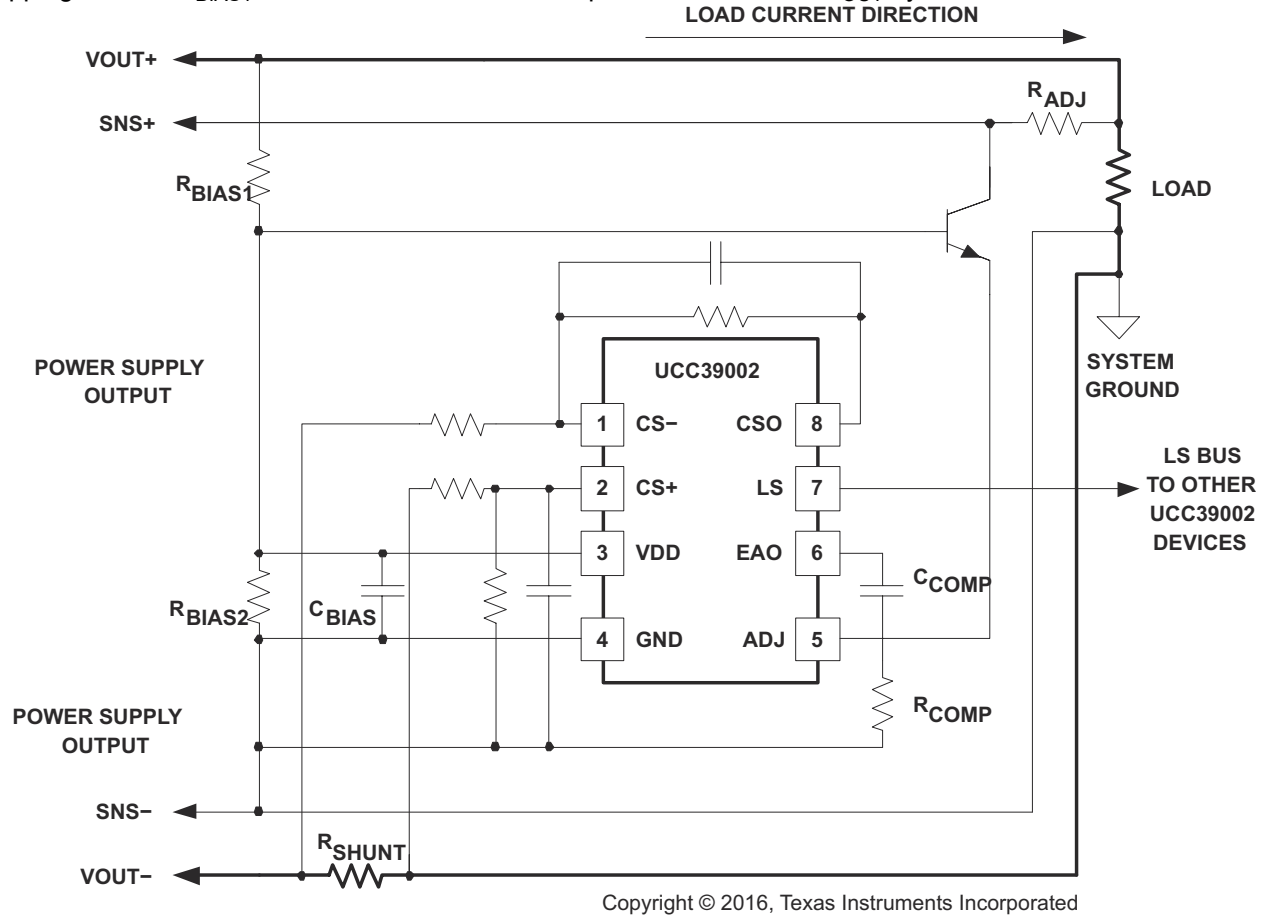 LOAD CURRENT DIRECTION
VOUT+
SNS+
RADJ
RBIAS1
LOAD
POWER SUPPLY
OUTPUT
UCC39002
SYSTEM
GROUND
1 CS− CSO 8
2 CS+ LS 7
3 VDD EAO 6
4 GND ADJ 5
LS BUS
TO OTHER
UCC39002
DEVICES
RBIAS2
CBIAS
CCOMP
RCOMP
POWER SUPPLY
OUTPUT
SNS−
RSHUNT
VOUT−
Copyright © 2016, Texas Instruments Incorporated